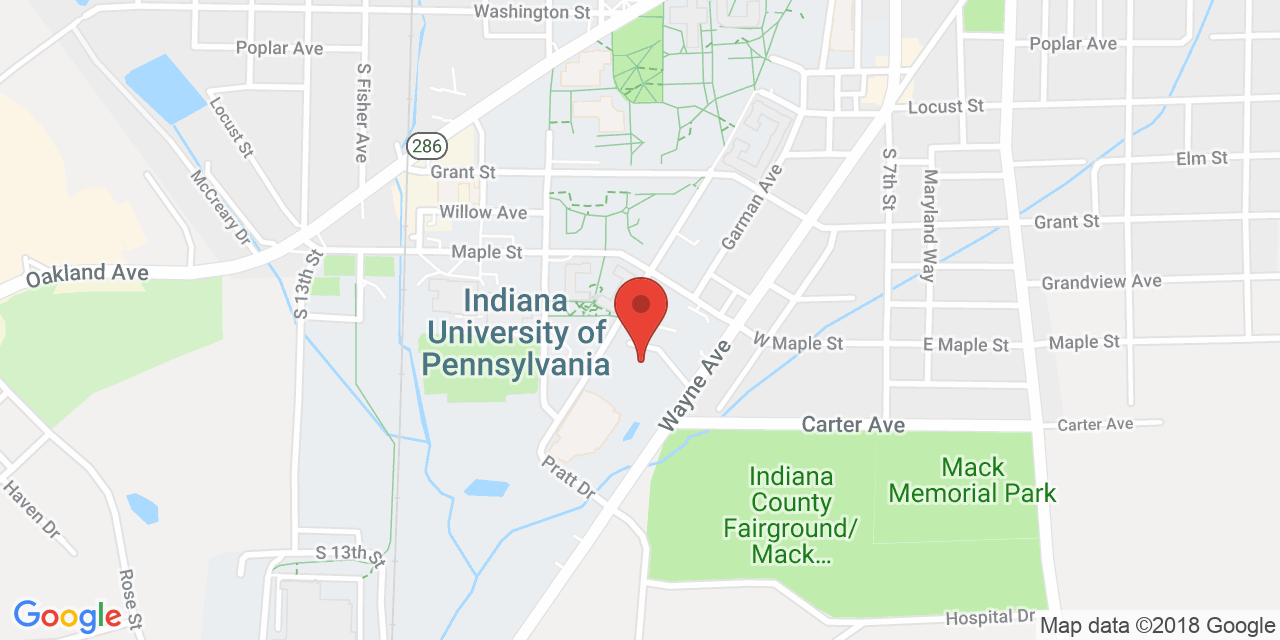 Washington St
Poplar Ave
Poplar Ave
S Fisher Ave
Locust St
Locust St
286
Grant St
S 7th St
Elm St
McCreary Dr
Maryland Way
Garman Ave
Willow Ave
Grant St
Maple St
Oakland Ave
S 13th St
Grandview Ave
Indiana
University of
Pennsylvania
W Maple St
E Maple St
Maple St
Wayne Ave
Carter Ave
Carter Ave
Pratt Dr
Indiana
County
Fairground/
Mack...
Mack
Memorial Park
Haven Dr
S 13th St
Rose St
Hospital Dr
Google
Map data ©2018 Google